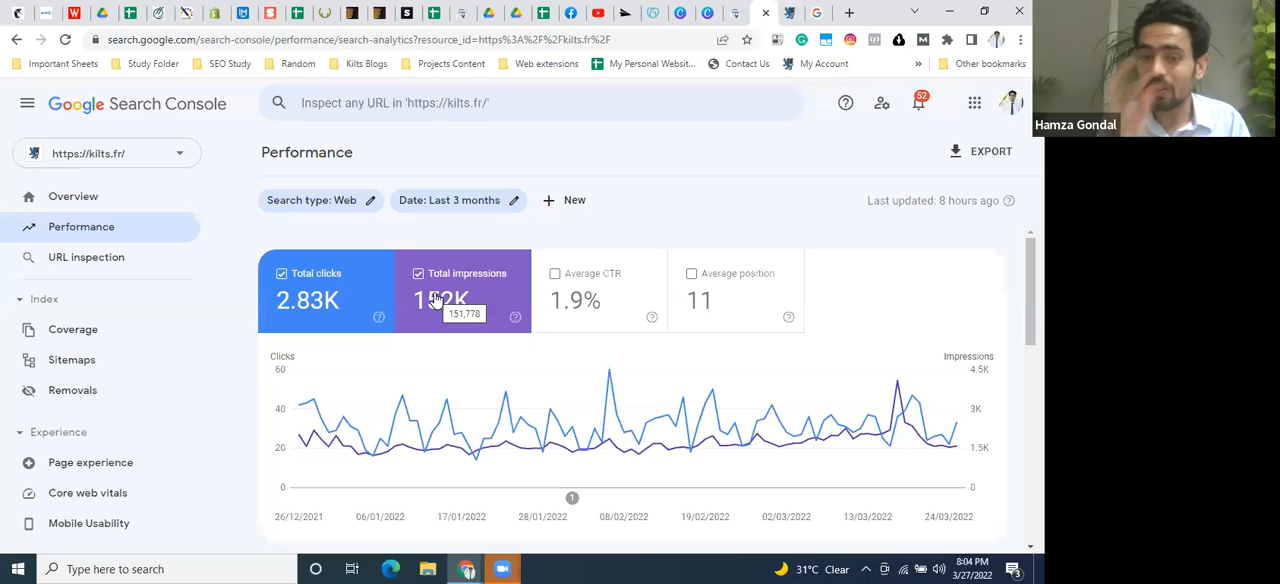 search.google.com/search-console/performance/search-analytics?resource_id=https%3A%2F%2Fkilts.fr%2F
Important Sheets
Study Folder
SEO Study
Random
Kilts Blogs
Projects Content
Web extensions
My Personal Websit...
Contus Us
My Account
»
Other bookmarks
Hamza Gondal
Google Search Console
Inspect any URL in 'https://kilts.fr/'
52
https://kilts.fr/
Performance
EXPORT
Overview
Search type: Web
Date: Last 3 months
+ New
Last updated: 8 hours ago
Performance
URL inspection
Total clicks
Total impressions
Average CTR
Average position
2.83K
152K
1.9%
11
151,778
Index
Coverage
Sitemaps
Removals
Experience
Page experience
Core web vitals
Mobile Usability
Clicks
Impressions
60
4.5K
40
3K
20
1.5K
0
0
1
26/12/2021
06/01/2022
17/01/2022
28/01/2022
08/02/2022
19/02/2022
02/03/2022
13/03/2022
24/03/2022
Type here to search
31°C Clear
8:04 PM
3/27/2022
3